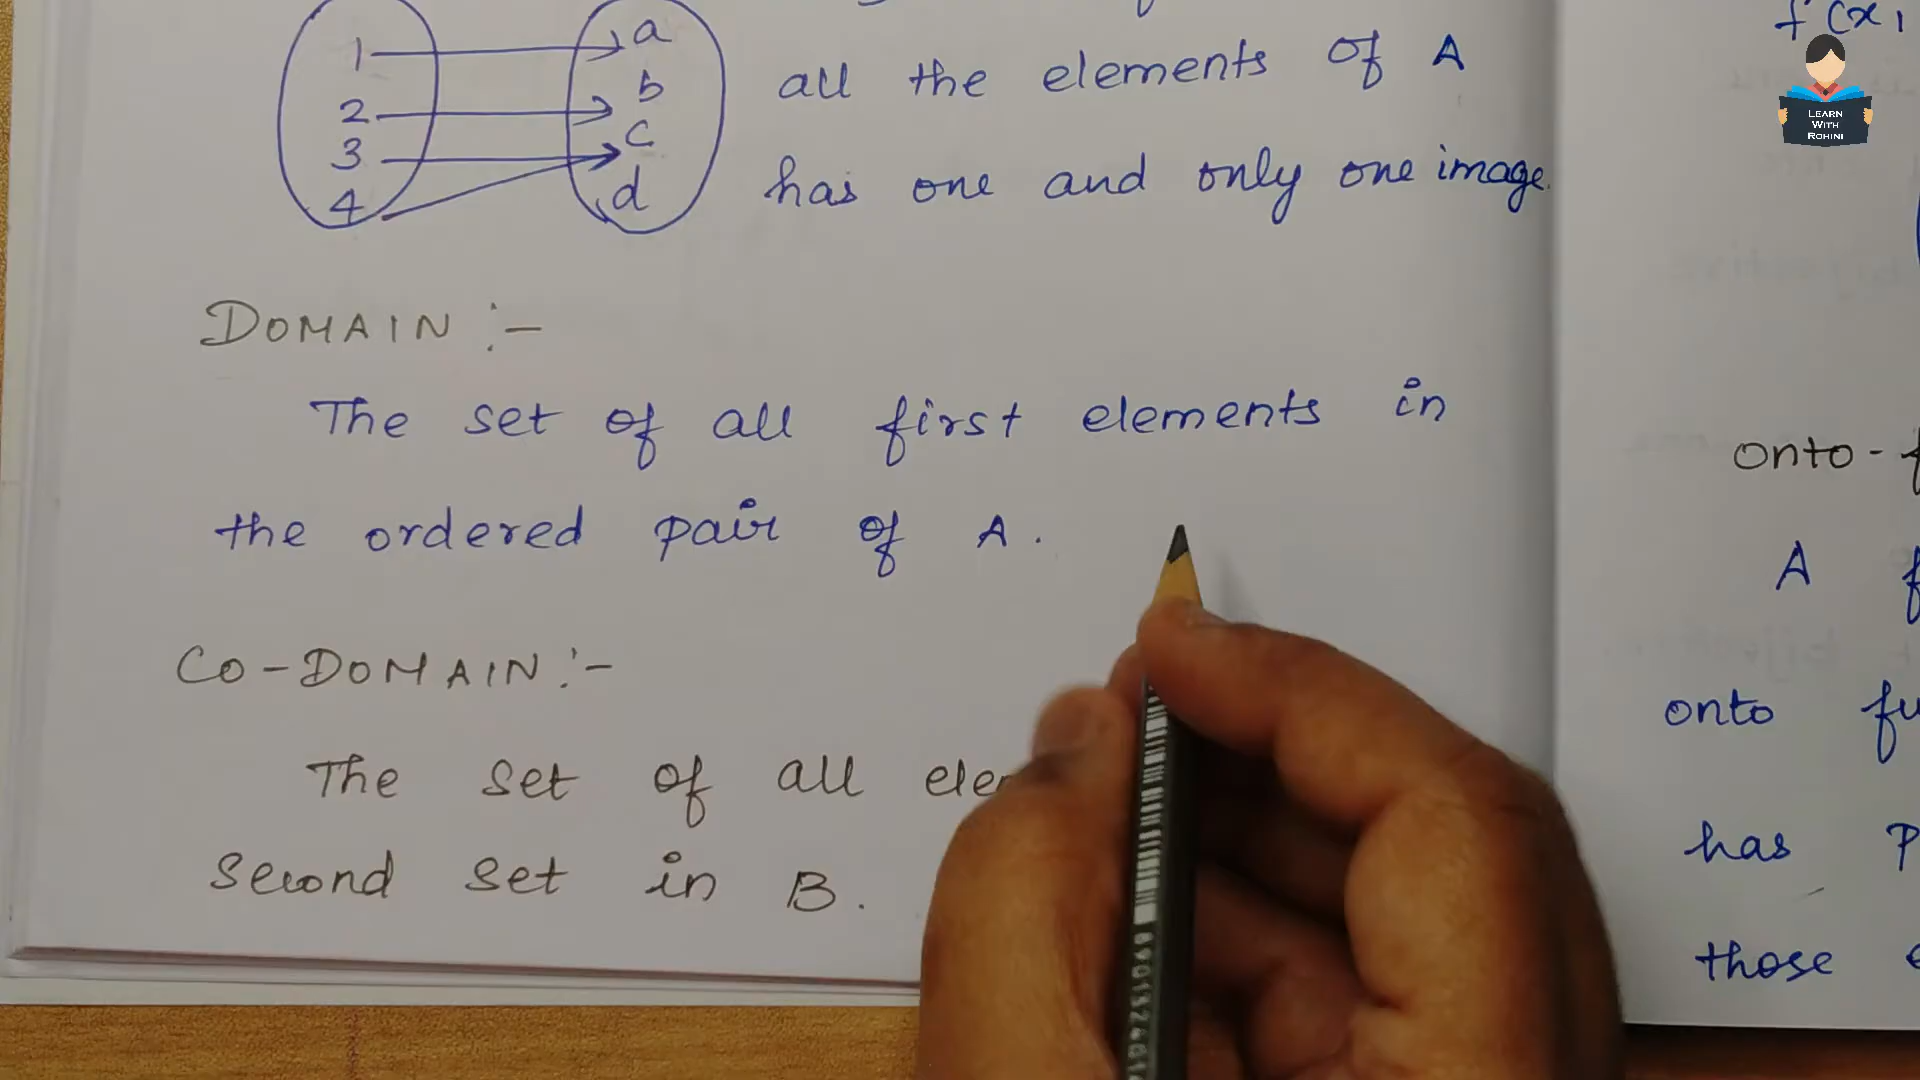 f(x1
1 a
all the elements of A
2 b
3 c
LEARN
WITH
ROHINI
4 d
has one and only one image.
DOMAIN :-
The set of all first elements in
the ordered pair of A.
CO-DOMAIN :-
The set of all
second set in B.
onto-
A
onto
has
those